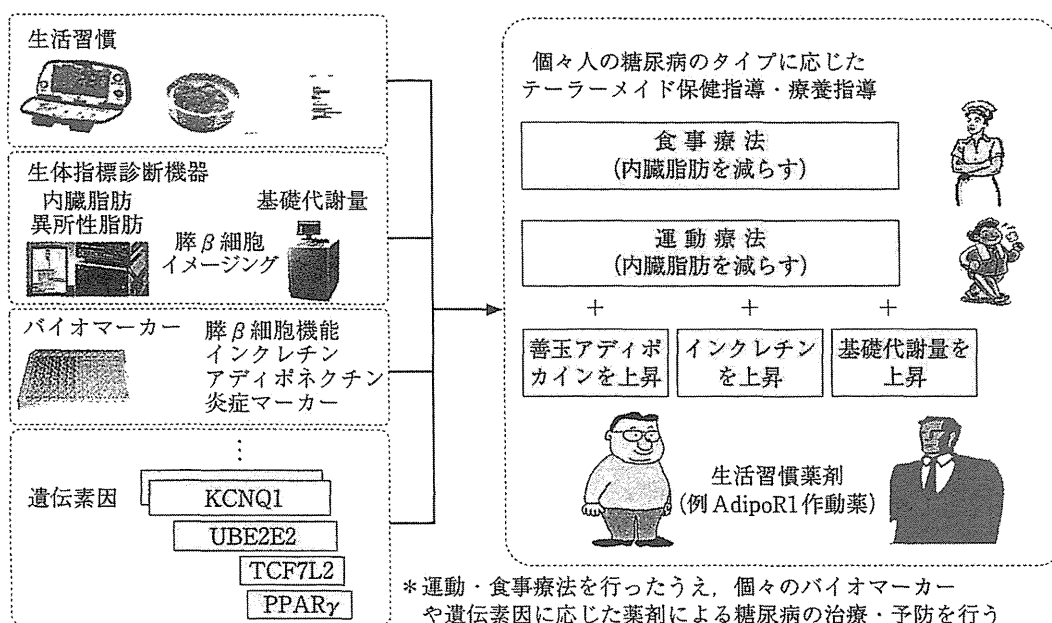 生活習慣
生体指標診断機器
内臓脂肪
異所性脂肪
膵β細胞
イメージング
基礎代謝量
バイオマーカー
膵β細胞機能
インクレチン
アディポネクチン
炎症マーカー
遺伝素因
⋮
KCNQ1
UBE2E2
TCF7L2
PPARγ
個々人の糖尿病のタイプに応じた
テーラーメイド保健指導・療養指導
食事療法
(内臓脂肪を減らす)
運動療法
(内臓脂肪を減らす)
+ + +
善玉アディポ
カインを上昇
インクレチン
を上昇
基礎代謝量を
上昇
生活習慣薬剤
(例 AdipoR1作動薬)
*運動・食事療法を行ったうえ,個々のバイオマーカー
や遺伝素因に応じた薬剤による糖尿病の治療・予防を行う